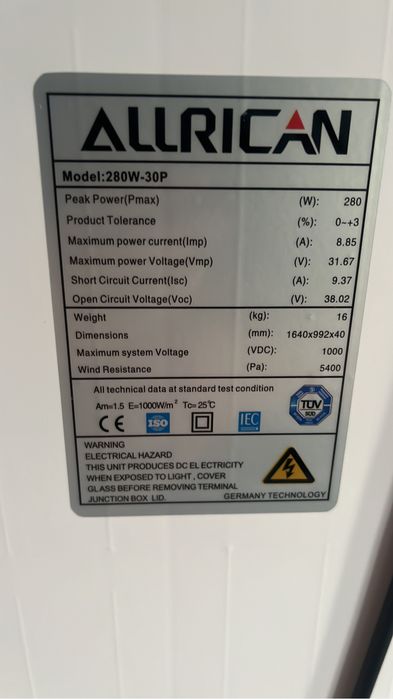 ALLRICAN
Model:280W-30P
Peak Power(Pmax) (W): 280
Product Tolerance (%): 0~+3
Maximum power current(Imp) (A): 8.85
Maximum power Voltage(Vmp) (V): 31.67
Short Circuit Current(Isc) (A): 9.37
Open Circuit Voltage(Voc) (V): 38.02
Weight (kg): 16
Dimensions (mm): 1640x992x40
Maximum system Voltage (VDC): 1000
Wind Resistance (Pa): 5400
All technical data at standard test condition
Am=1.5 E=1000W/m² Tc=25℃
CE ISO IEC TÜV SÜD
WARNING
ELECTRICAL HAZARD
THIS UNIT PRODUCES DC EL ECTRICITY
WHEN EXPOSED TO LIGHT , COVER
GLASS BEFORE REMOVING TERMINAL
JUNCTION BOX LID. GERMANY TECHNOLOGY